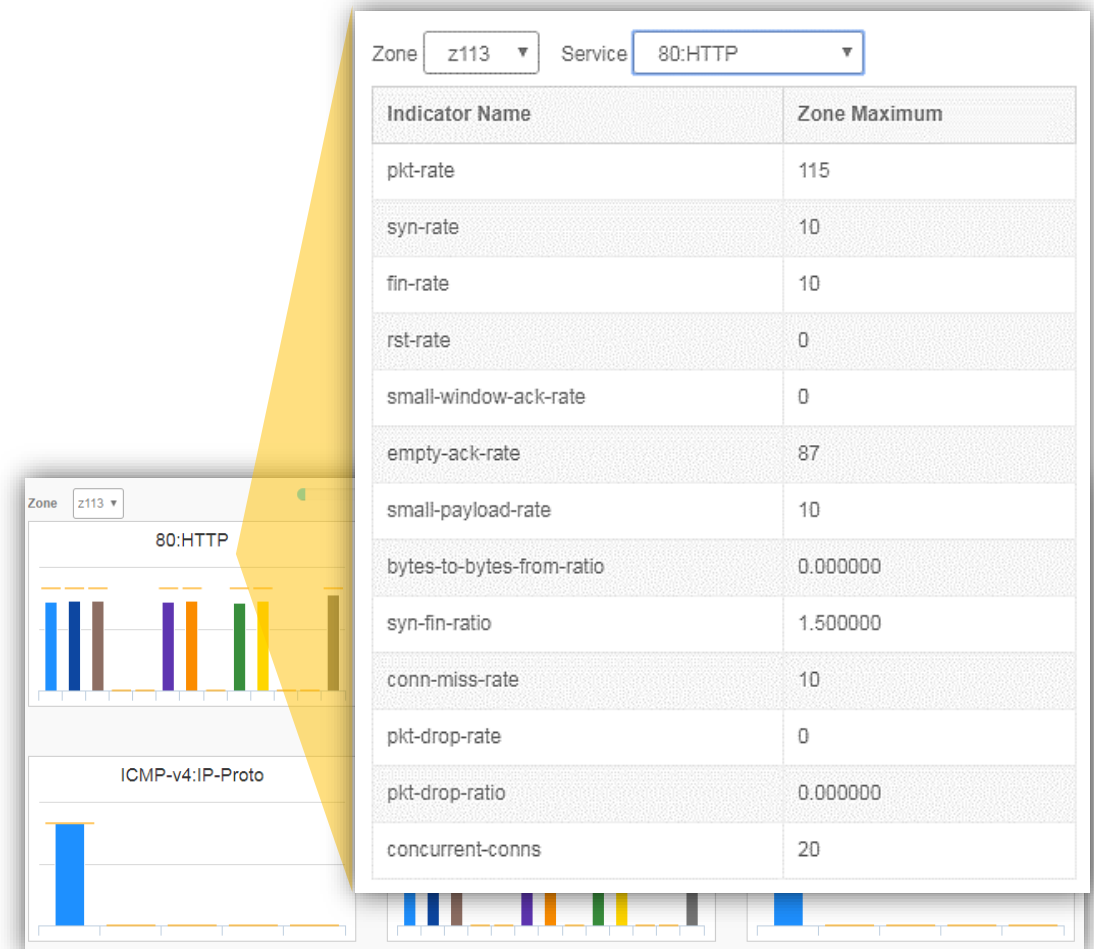 Zone z113 ▼ Service 80:HTTP ▼
Indicator Name Zone Maximum
pkt-rate 115
syn-rate 10
fin-rate 10
rst-rate 0
small-window-ack-rate 0
empty-ack-rate 87
small-payload-rate 10
bytes-to-bytes-from-ratio 0.000000
syn-fin-ratio 1.500000
conn-miss-rate 10
pkt-drop-rate 0
pkt-drop-ratio 0.000000
concurrent-conns 20
Zone z113 ▼
80:HTTP
ICMP-v4:IP-Proto